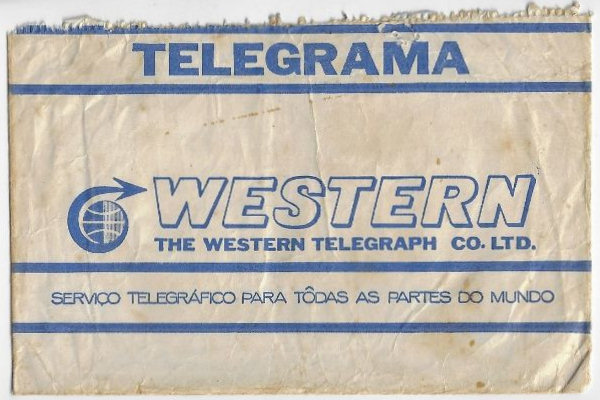 TELEGRAMA
WESTERN
THE WESTERN TELEGRAPH CO. LTD.
SERVIÇO TELEGRÁFICO PARA TÔDAS AS PARTES DO MUNDO